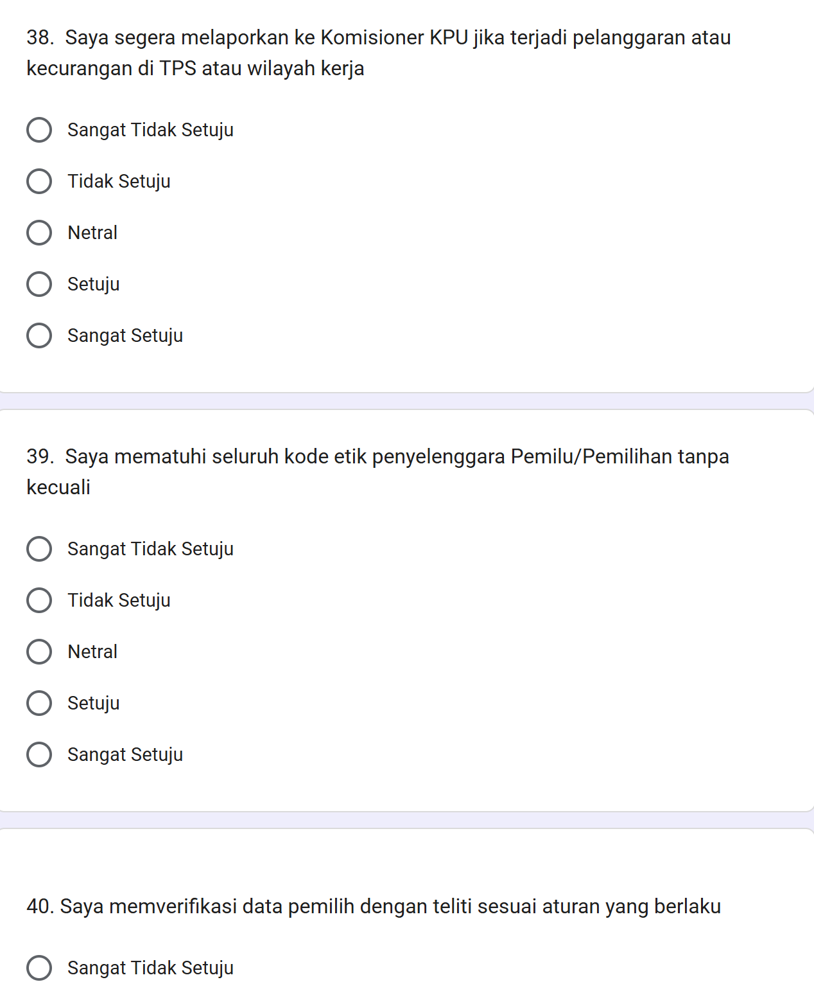 38.  Saya segera melaporkan ke Komisioner KPU jika terjadi pelanggaran atau
kecurangan di TPS atau wilayah kerja
Sangat Tidak Setuju
Tidak Setuju
Netral
Setuju
Sangat Setuju
39.  Saya mematuhi seluruh kode etik penyelenggara Pemilu/Pemilihan tanpa
kecuali
Sangat Tidak Setuju
Tidak Setuju
Netral
Setuju
Sangat Setuju
40. Saya memverifikasi data pemilih dengan teliti sesuai aturan yang berlaku
Sangat Tidak Setuju